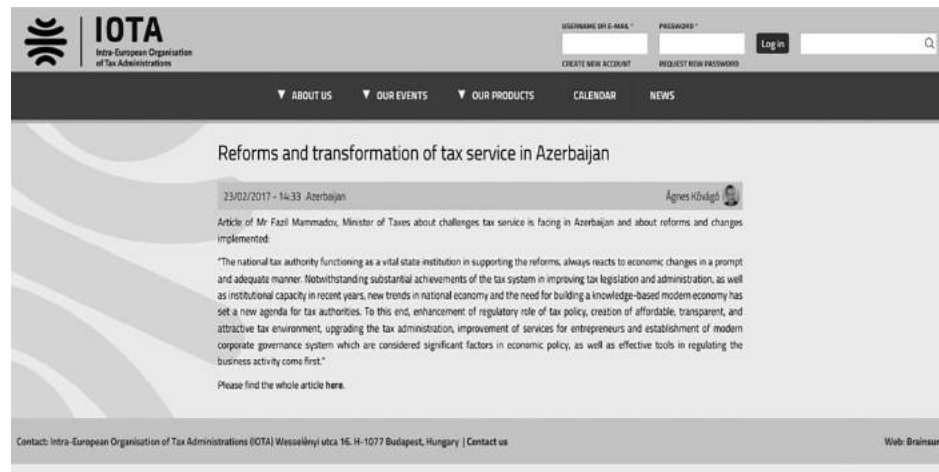 IOTA
Intra-European Organisation
of Tax Administrations
USERNAME OR E-MAIL *
PASSWORD *
Log in
CREATE NEW ACCOUNT
REQUEST NEW PASSWORD
▼ ABOUT US ▼ OUR EVENTS ▼ OUR PRODUCTS CALENDAR NEWS
Reforms and transformation of tax service in Azerbaijan
23/02/2017 - 14:33 Azerbaijan Ágnes Kővágó
Article of Mr Fazil Mammadov, Minister of Taxes about challenges tax service is facing in Azerbaijan and about reforms and changes
implemented:
"The national tax authority functioning as a vital state institution in supporting the reforms, always reacts to economic changes in a prompt
and adequate manner. Notwithstanding substantial achievements of the tax system in improving tax legislation and administration, as well
as institutional capacity in recent years, new trends in national economy and the need for building a knowledge-based modern economy has
set a new agenda for tax authorities. To this end, enhancement of regulatory role of tax policy, creation of affordable, transparent, and
attractive tax environment, upgrading the tax administration, improvement of services for entrepreneurs and establishment of modern
corporate governance system which are considered significant factors in economic policy, as well as effective tools in regulating the
business activity come first."
Please find the whole article here.
Contact: Intra-European Organisation of Tax Administrations (IOTA) Wesselényi utca 16. H-1077 Budapest, Hungary | Contact us Web: Brainsum